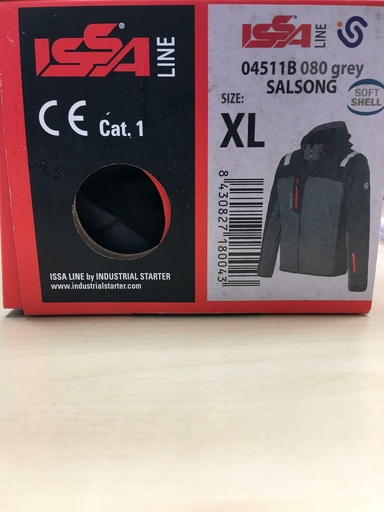 ISSA® LINE
CE Cat. 1
ISSA LINE by INDUSTRIAL STARTER
www.industrialstarter.com
ISSA® LINE
04511B 080 grey
SALSONG
SOFT
SHELL
SIZE:
XL
8 430827 180043